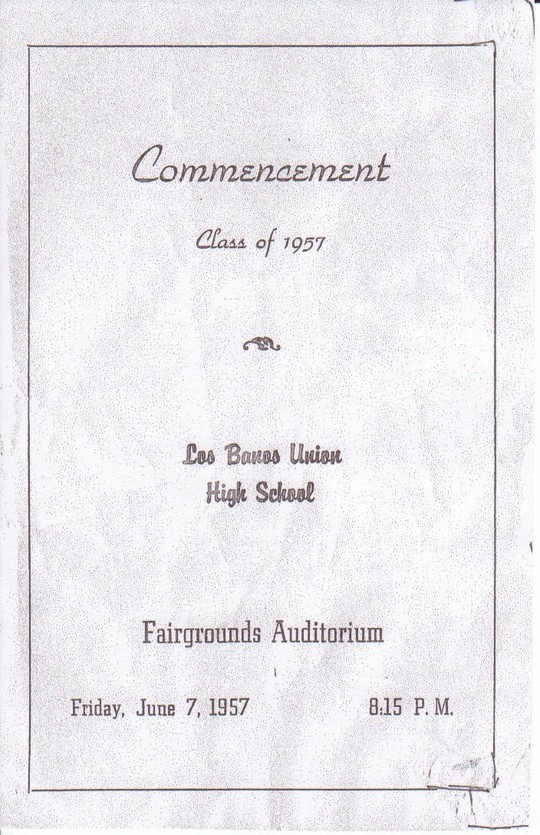 Commencement
Class of 1957
Los Banos Union
High School
Fairgrounds Auditorium
Friday, June 7, 1957 8:15 P. M.